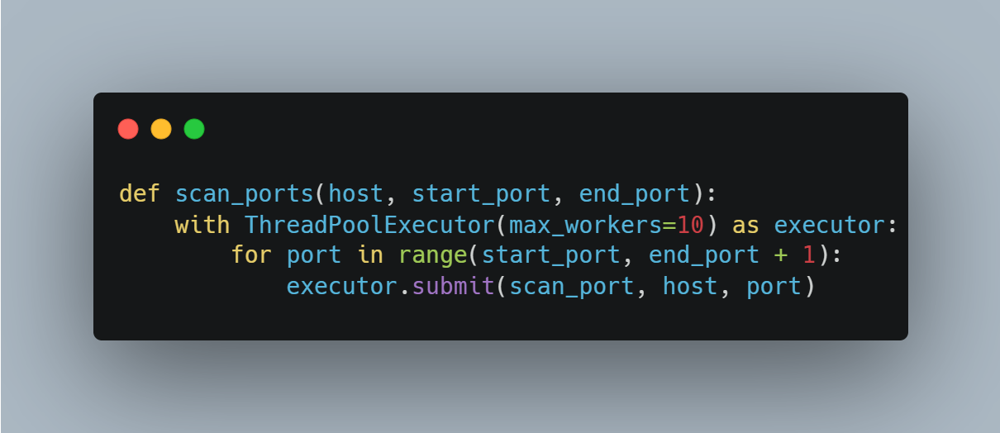 def scan_ports(host, start_port, end_port):
    with ThreadPoolExecutor(max_workers=10) as executor:
        for port in range(start_port, end_port + 1):
            executor.submit(scan_port, host, port)